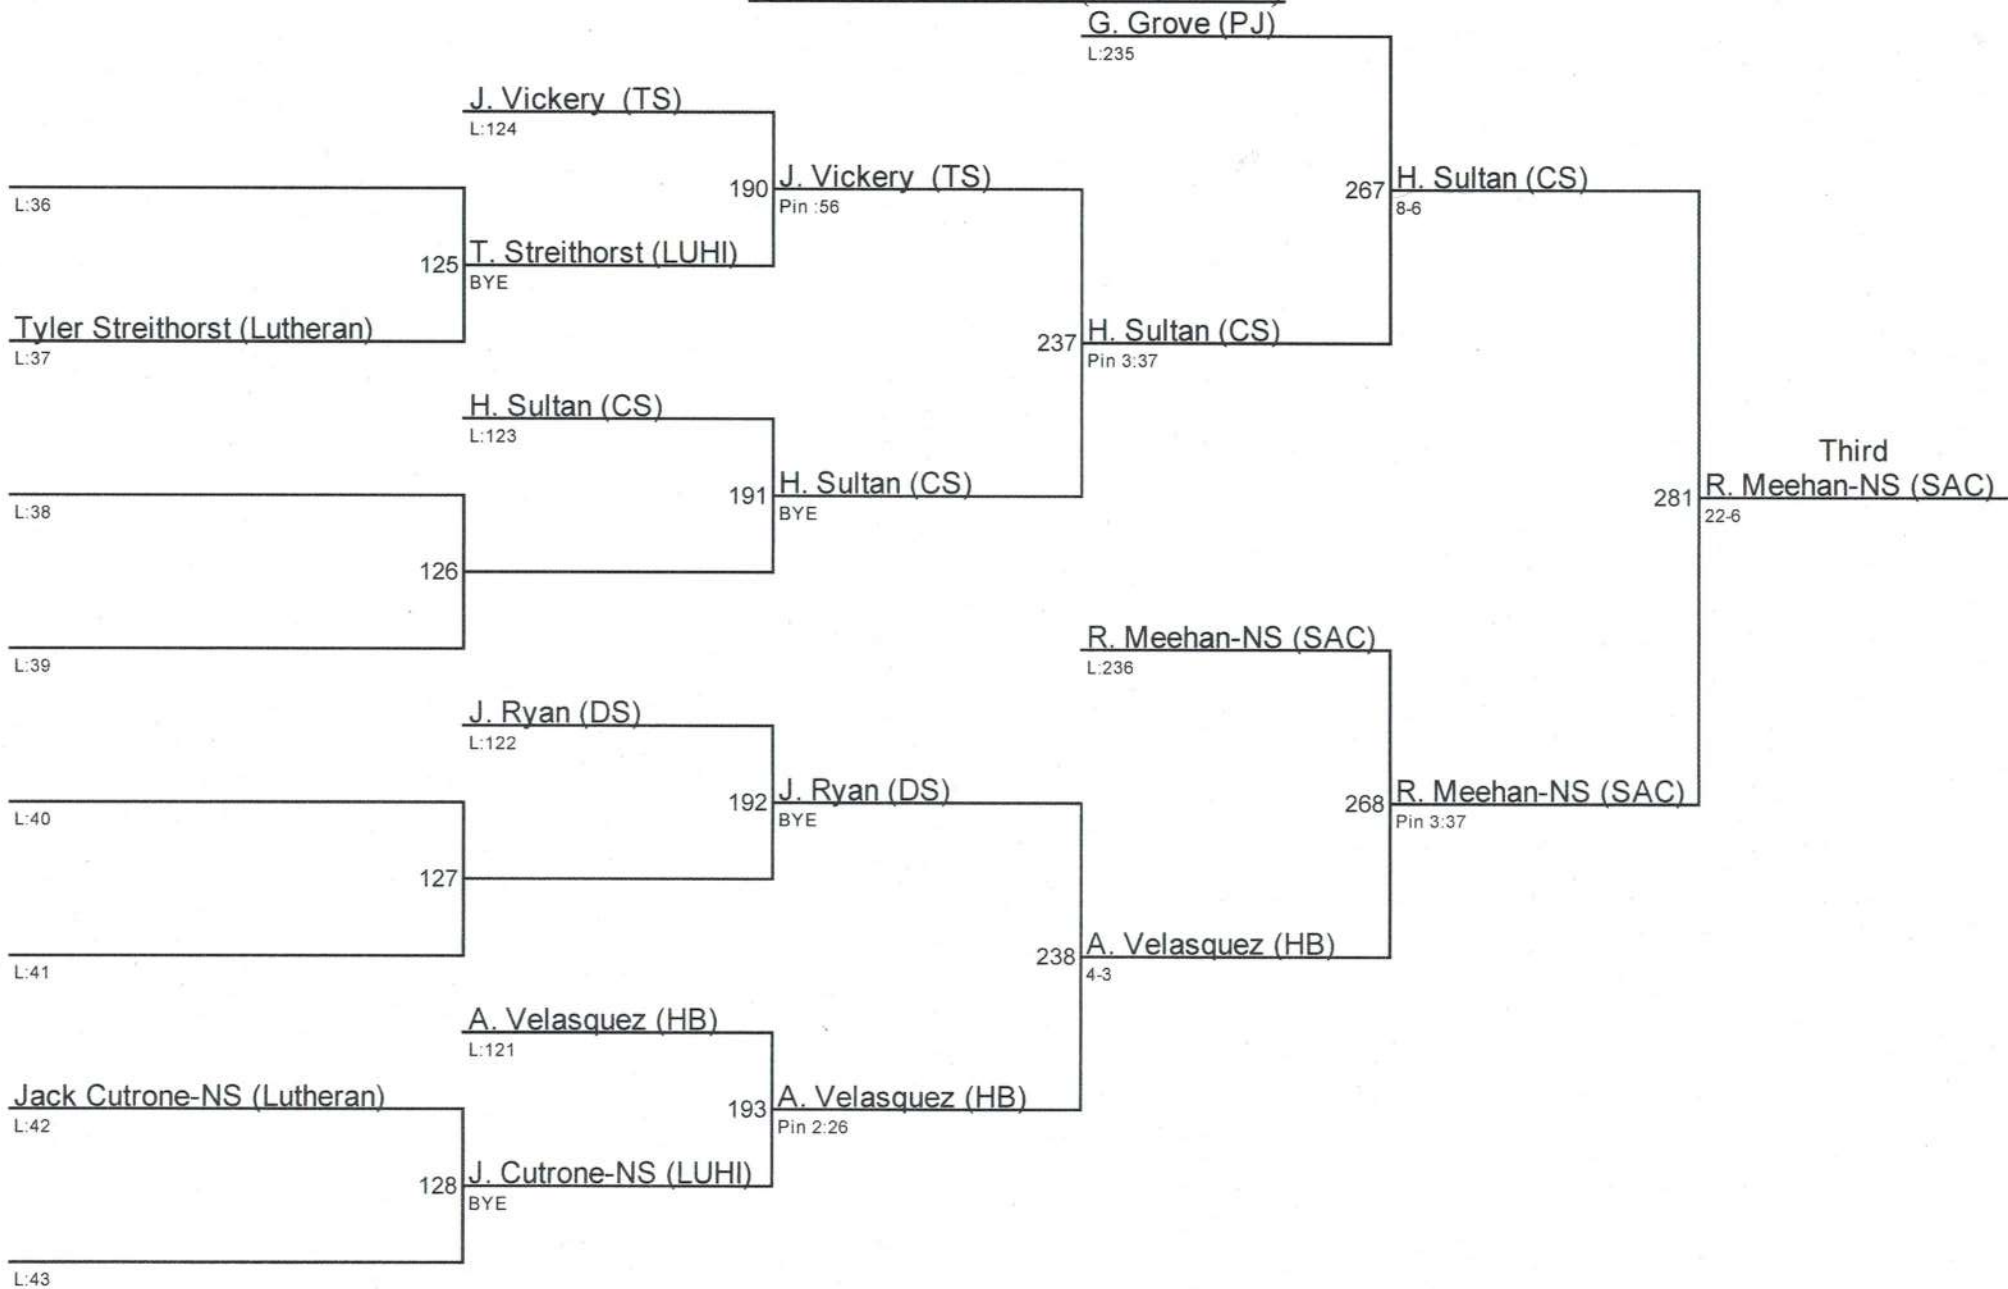 G. Grove (PJ)
L:235
J. Vickery (TS)
L:124
L:36
190 J. Vickery (TS)
Pin :56
267 H. Sultan (CS)
8-6
125 T. Streithorst (LUHI)
BYE
Tyler Streithorst (Lutheran)
L:37
237 H. Sultan (CS)
Pin 3:37
H. Sultan (CS)
L:123
Third
L:38
191 H. Sultan (CS)
BYE
281 R. Meehan-NS (SAC)
22-6
126
L:39
R. Meehan-NS (SAC)
L:236
J. Ryan (DS)
L:122
L:40
192 J. Ryan (DS)
BYE
268 R. Meehan-NS (SAC)
Pin 3:37
127
L:41
238 A. Velasquez (HB)
4-3
A. Velasquez (HB)
L:121
Jack Cutrone-NS (Lutheran)
L:42
193 A. Velasquez (HB)
Pin 2:26
128 J. Cutrone-NS (LUHI)
BYE
L:43